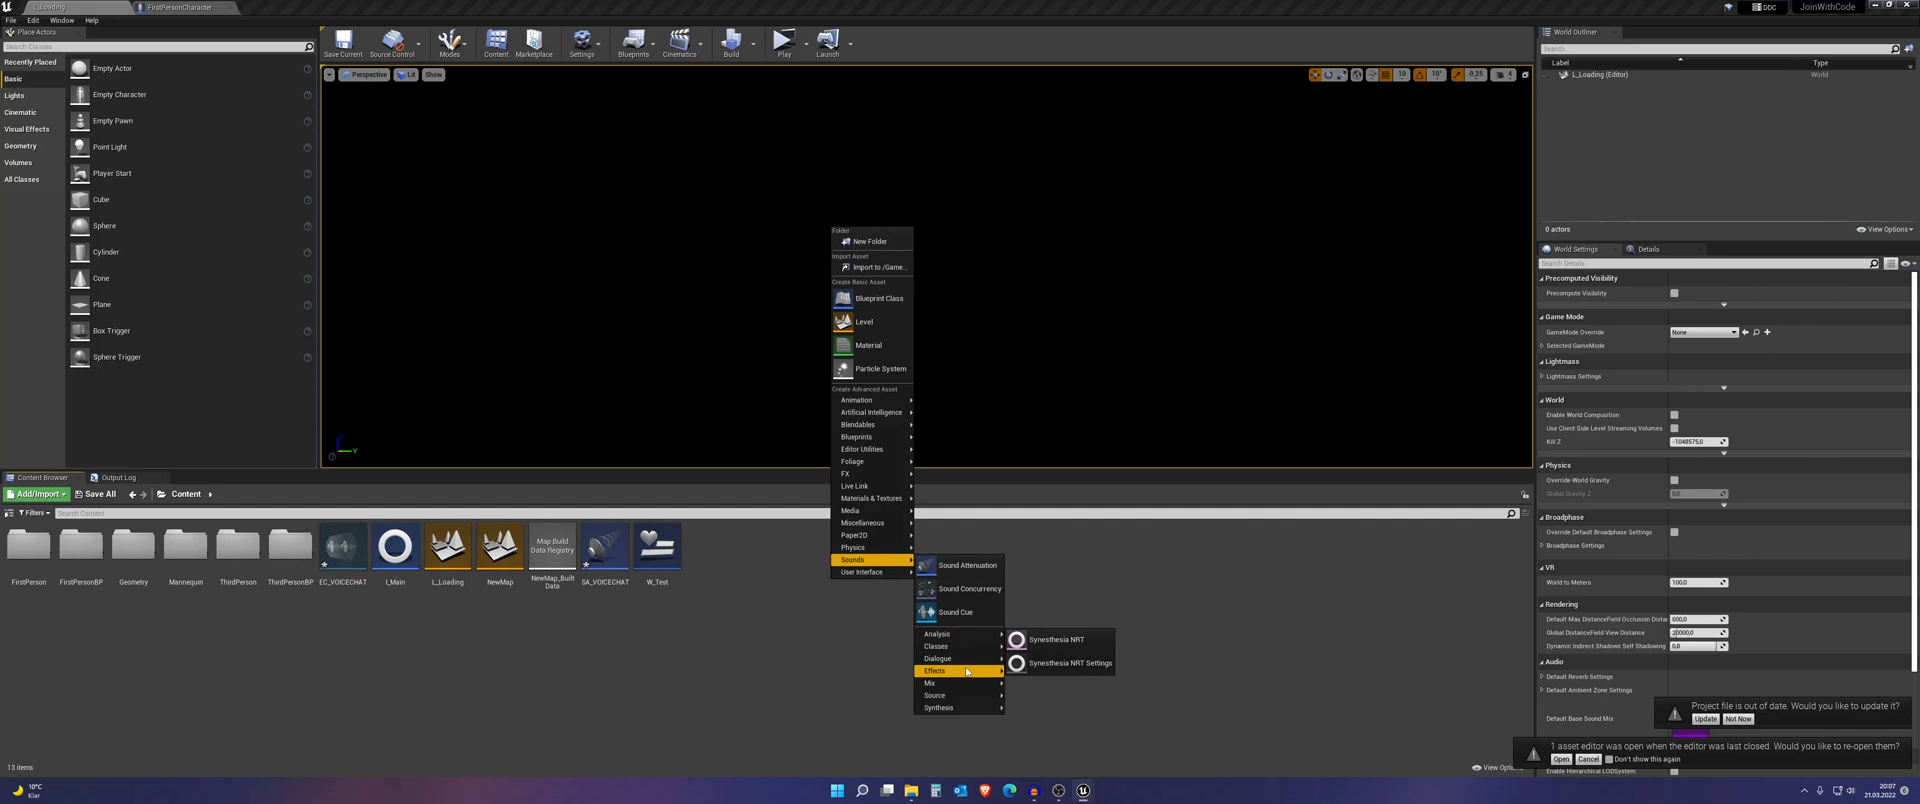 L_Loading
FirstPersonCharacter
DDC
JoinWithCode
File Edit Window Help
Place Actors
Search Classes
Recently Placed
Basic
Lights
Cinematic
Visual Effects
Geometry
Volumes
All Classes
Empty Actor
Empty Character
Empty Pawn
Point Light
Player Start
Cube
Sphere
Cylinder
Cone
Plane
Box Trigger
Sphere Trigger
Save Current Source Control Modes Content Marketplace Settings Blueprints Cinematics Build Play Launch
Perspective Lit Show
10 10° 0,25 4
Folder
New Folder
Import Asset
Import to /Game...
Create Basic Asset
Blueprint Class
Level
Material
Particle System
Create Advanced Asset
Animation
Artificial Intelligence
Blendables
Blueprints
Editor Utilities
Foliage
FX
Live Link
Materials & Textures
Media
Miscellaneous
Paper2D
Physics
Sounds
User Interface
Sound Attenuation
Sound Concurrency
Sound Cue
Analysis
Classes
Dialogue
Effects
Mix
Source
Synthesis
Synesthesia NRT
Synesthesia NRT Settings
World Outliner
Search...
Label Type
L_Loading (Editor) World
0 actors View Options
World Settings Details
Search Details
Precomputed Visibility
Precompute Visibility
Game Mode
GameMode Override None
Selected GameMode
Lightmass
Lightmass Settings
World
Enable World Composition
Use Client Side Level Streaming Volumes
Kill Z -1048575,0
Physics
Override World Gravity
Global Gravity Z 0,0
Broadphase
Override Default Broadphase Settings
Broadphase Settings
VR
World to Meters 100,0
Rendering
Default Max DistanceField Occlusion Distar 600,0
Global DistanceField View Distance 20000,0
Dynamic Indirect Shadows Self Shadowing 0,8
Audio
Default Reverb Settings
Default Ambient Zone Settings
Default Base Sound Mix
Enable Hierarchical LODSystem
Project file is out of date. Would you like to update it?
Update Not Now
1 asset editor was open when the editor was last closed. Would you like to re-open them?
Open Cancel Don't show this again
Content Browser Output Log
Add/Import Save All Content
Filters Search Content
FirstPerson
FirstPersonBP
Geometry
Mannequin
ThirdPerson
ThirdPersonBP
EC_VOICECHAT
I_Main
L_Loading
NewMap
Map Build
Data Registry
NewMap_Built
Data
SA_VOICECHAT
W_Test
13 items
View Options
10°C
Klar
20:07
21.03.2022